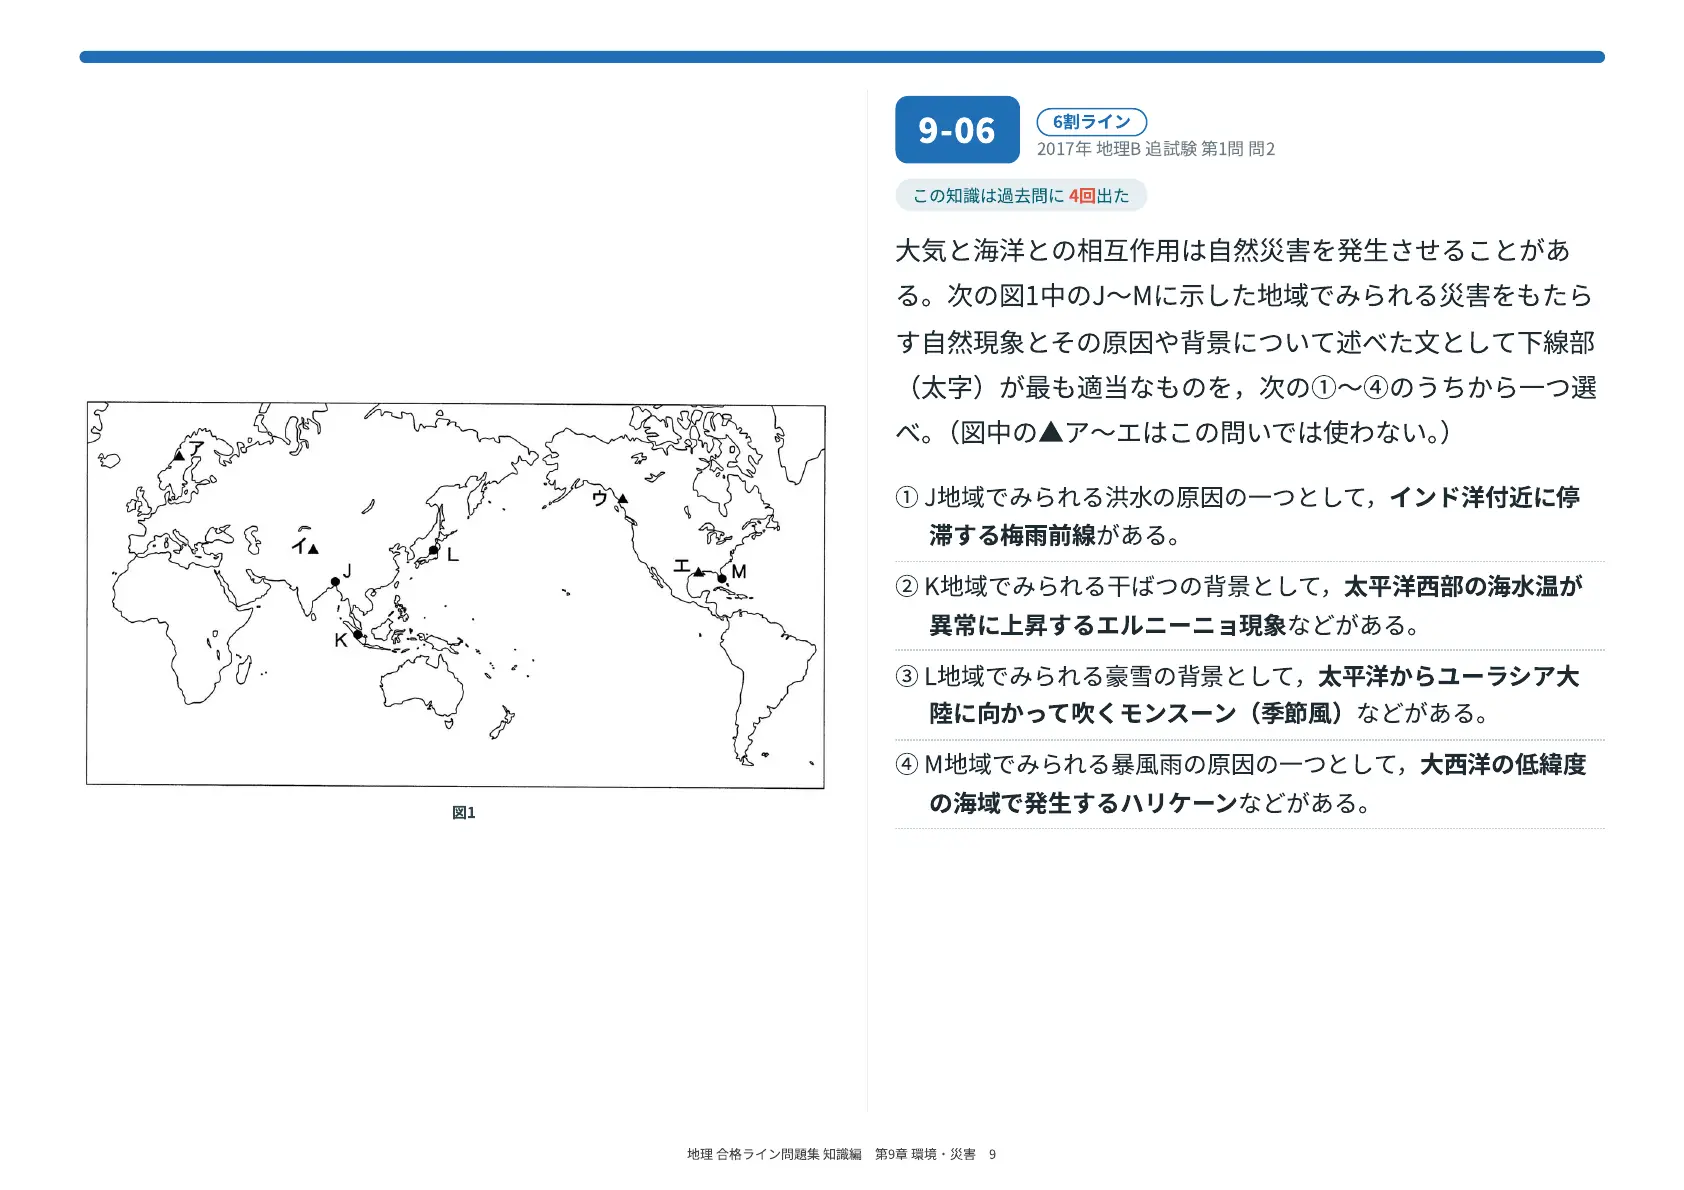 9-06
6割ライン
2017年 地理B 追試験 第1問 問2
この知識は過去問に 4回出た
大気と海洋との相互作用は自然災害を発生させることがあ
る。次の図1中のJ～Mに示した地域でみられる災害をもたら
す自然現象とその原因や背景について述べた文として下線部
（太字）が最も適当なものを，次の①～④のうちから一つ選
べ。（図中の▲ア～エはこの問いでは使わない。）
① J地域でみられる洪水の原因の一つとして，インド洋付近に停
滞する梅雨前線がある。
② K地域でみられる干ばつの背景として，太平洋西部の海水温が
異常に上昇するエルニーニョ現象などがある。
③ L地域でみられる豪雪の背景として，太平洋からユーラシア大
陸に向かって吹くモンスーン（季節風）などがある。
④ M地域でみられる暴風雨の原因の一つとして，大西洋の低緯度
の海域で発生するハリケーンなどがある。
ア
ウ
イ
L
J
エ
M
K
図1
地理 合格ライン問題集 知識編　第9章 環境・災害　9